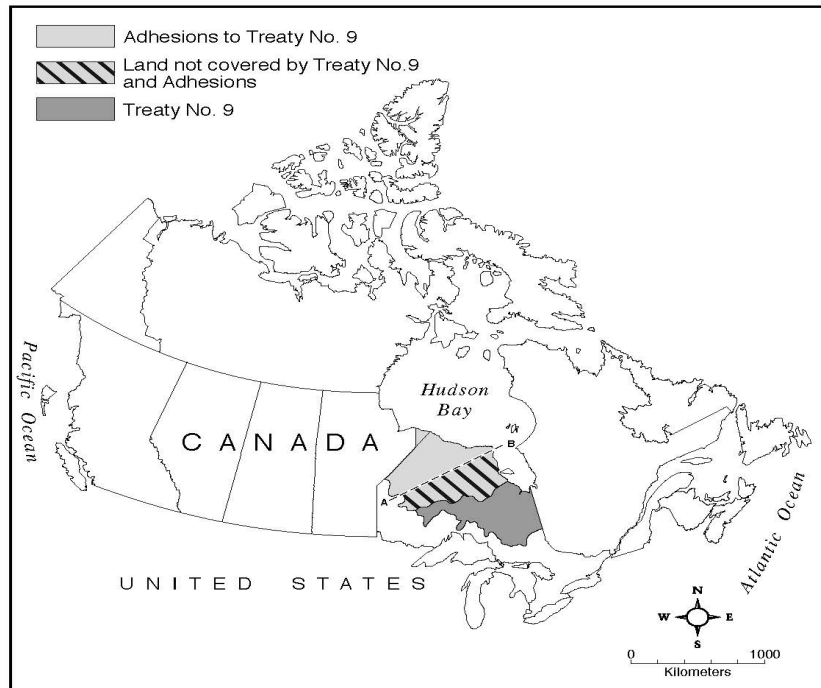 Adhesions to Treaty No. 9
Land not covered by Treaty No.9
and Adhesions
Treaty No. 9
Pacific Ocean
Hudson
Bay
CANADA
A
B
UNITED STATES
Atlantic Ocean
N
W E
S
0 1000
Kilometers